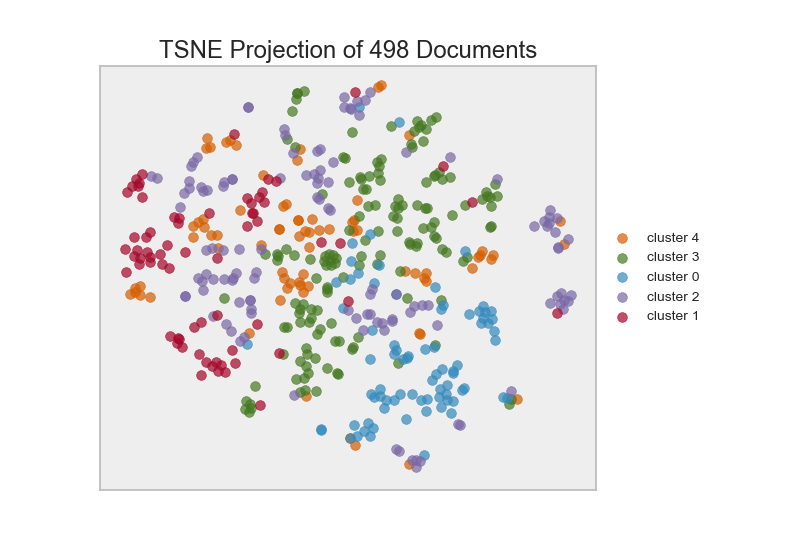 TSNE Projection of 498 Documents
cluster 4
cluster 3
cluster 0
cluster 2
cluster 1